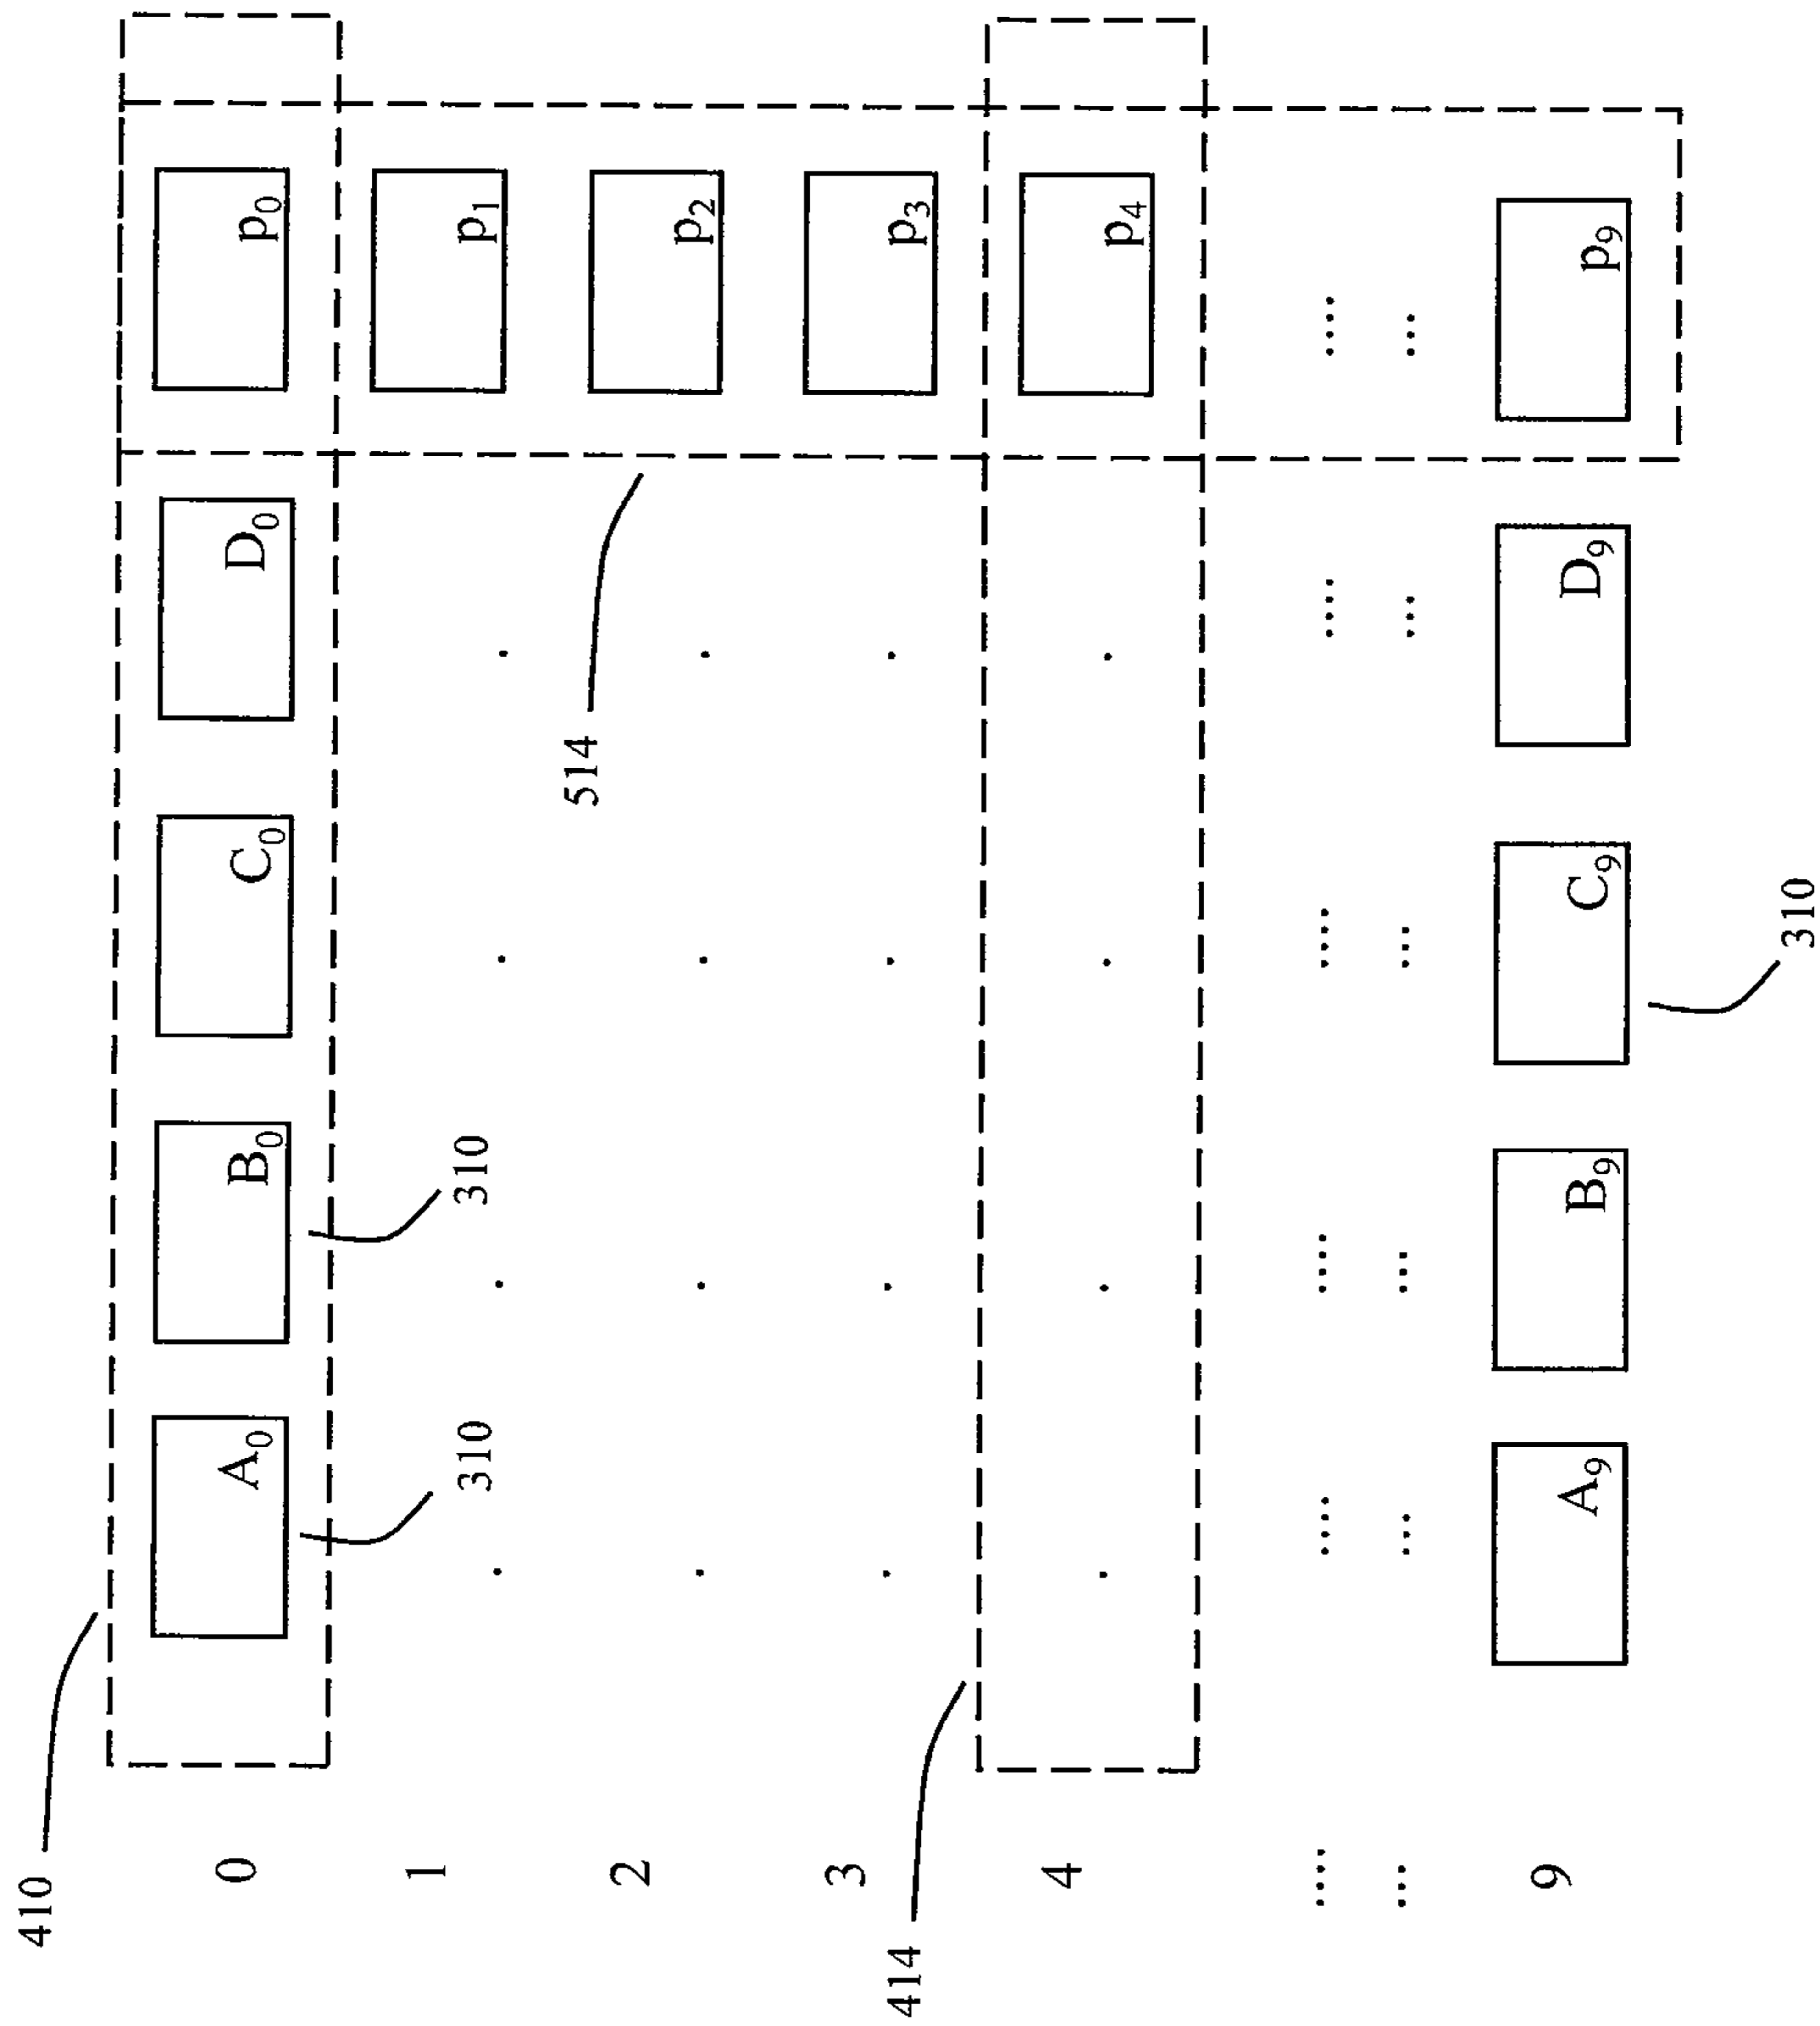 410
0 A₀ B₀ C₀ D₀ p₀
310 310
1 . . . . p₁
514
2 . . . . p₂
3 . . . . p₃
414
4 . . . . p₄
.... .... .... .... .... ....
... ... ... ... ... ...
9 A₉ B₉ C₉ D₉ p₉
310